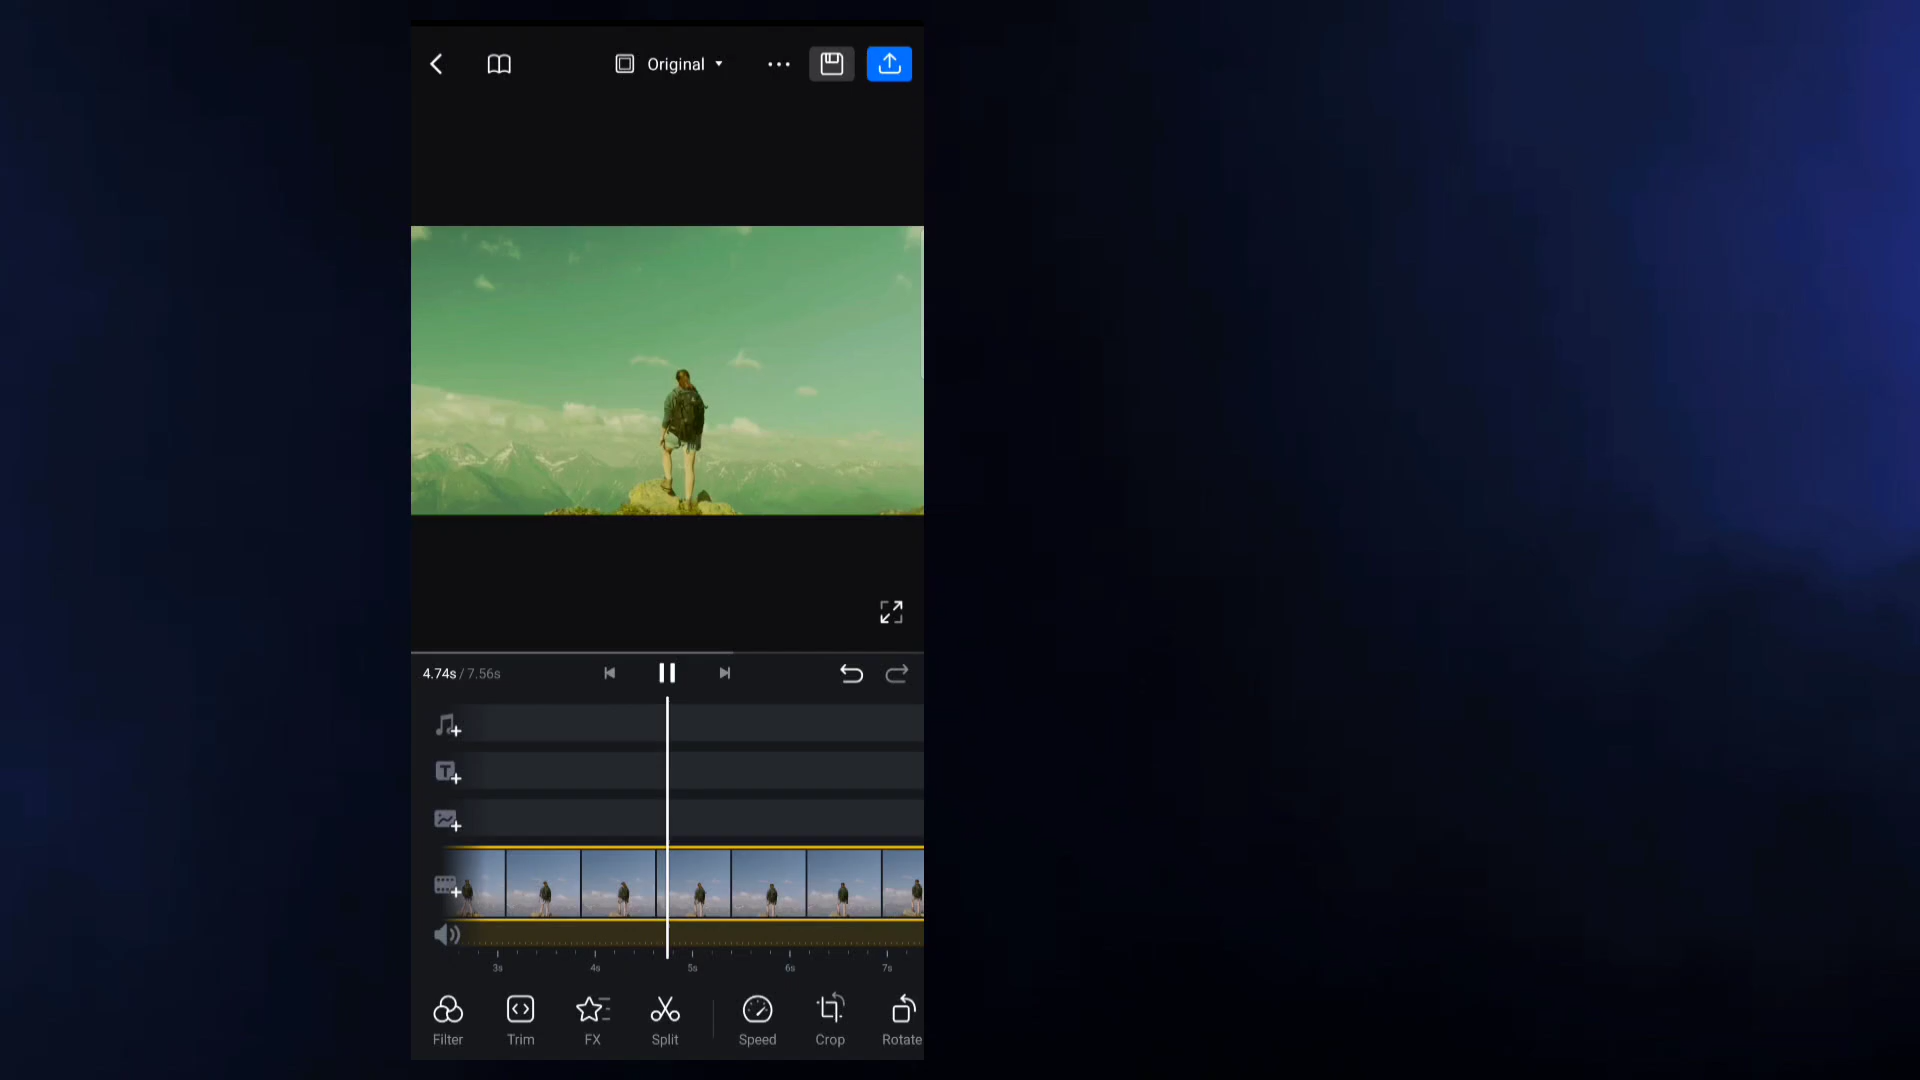 Original
4.74s / 7.56s
T
3s 4s 5s 6s 7s
Filter Trim FX Split Speed Crop Rotate